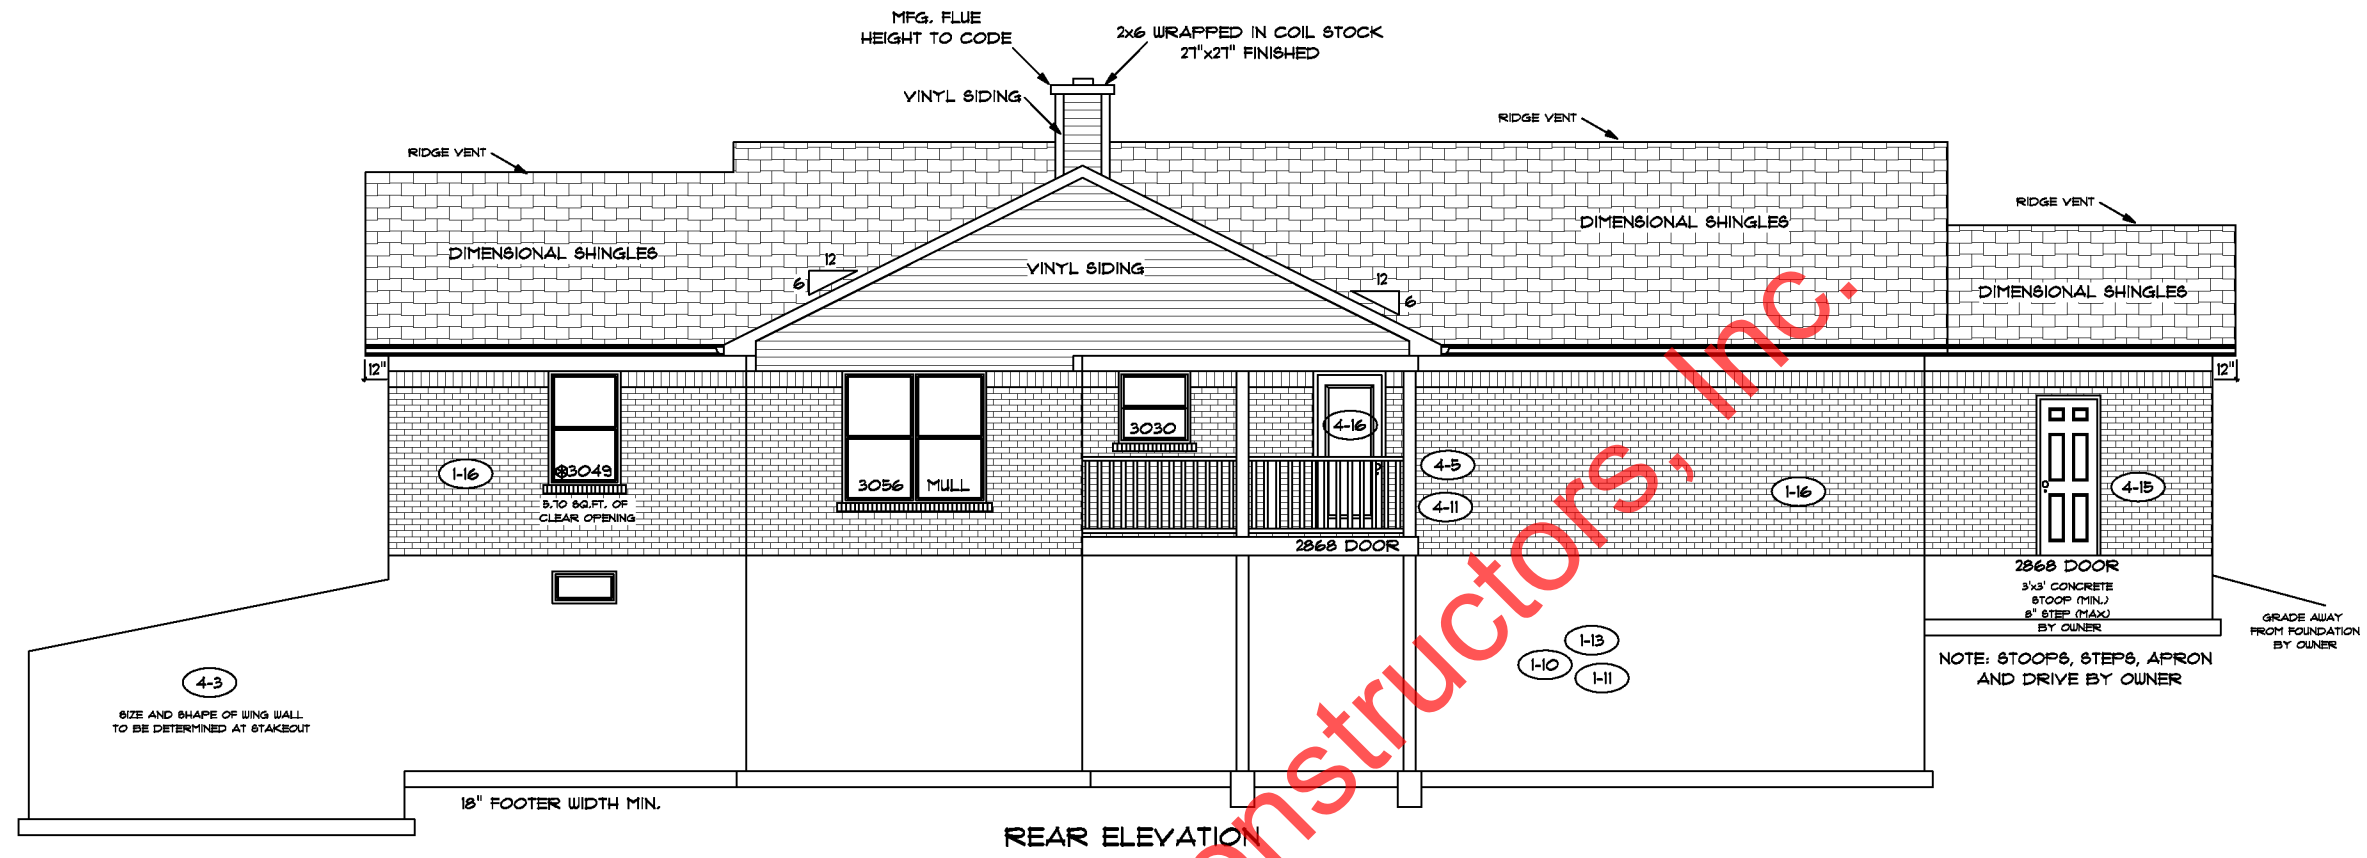 MFG. FLUE
HEIGHT TO CODE
2x6 WRAPPED IN COIL STOCK
27"x27" FINISHED
VINYL SIDING
RIDGE VENT
RIDGE VENT
RIDGE VENT
DIMENSIONAL SHINGLES
DIMENSIONAL SHINGLES
DIMENSIONAL SHINGLES
VINYL SIDING
12
6
12
6
12"
12"
3030
4-16
1-16
3049
5.70 SQ.FT. OF
CLEAR OPENING
3056 MULL
4-5
4-11
1-16
4-15
2868 DOOR
2868 DOOR
3'x3' CONCRETE
STOOP (MIN.)
8" STEP (MAX)
BY OWNER
GRADE AWAY
FROM FOUNDATION
BY OWNER
NOTE: STOOPS, STEPS, APRON
AND DRIVE BY OWNER
1-13
1-10
1-11
4-3
SIZE AND SHAPE OF WING WALL
TO BE DETERMINED AT STAKEOUT
18" FOOTER WIDTH MIN.
REAR ELEVATION
onstructors, Inc.